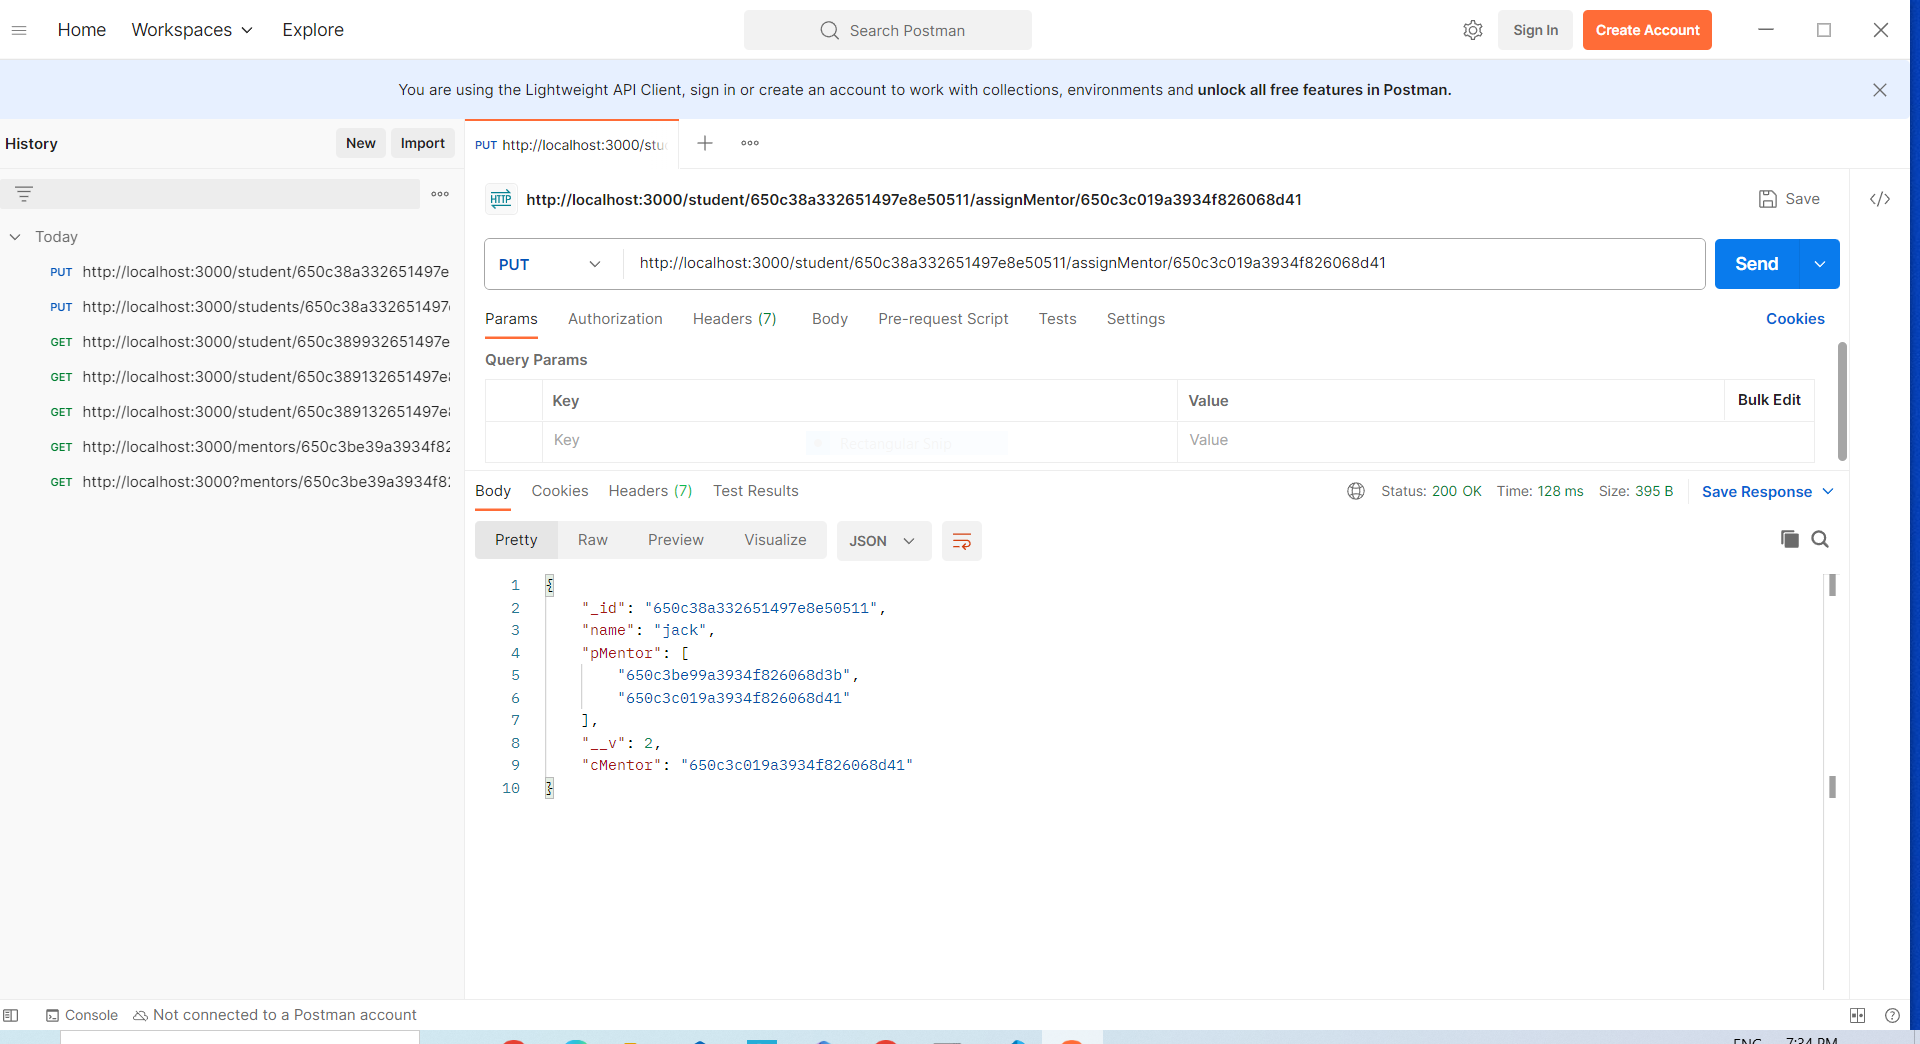 Home Workspaces Explore Search Postman Sign In Create Account
You are using the Lightweight API Client, sign in or create an account to work with collections, environments and unlock all free features in Postman.
History New Import
PUT http://localhost:3000/stu
http://localhost:3000/student/650c38a332651497e8e50511/assignMentor/650c3c019a3934f826068d41 Save
Today
PUT http://localhost:3000/student/650c38a332651497e
PUT http://localhost:3000/students/650c38a332651497
GET http://localhost:3000/student/650c389932651497e
GET http://localhost:3000/student/650c389132651497e
GET http://localhost:3000/student/650c389132651497e
GET http://localhost:3000/mentors/650c3be39a3934f82
GET http://localhost:3000?mentors/650c3be39a3934f8
PUT http://localhost:3000/student/650c38a332651497e8e50511/assignMentor/650c3c019a3934f826068d41 Send
Params Authorization Headers (7) Body Pre-request Script Tests Settings Cookies
Query Params
Key Value Bulk Edit
Key Rectangular Snip Value
Body Cookies Headers (7) Test Results Status: 200 OK Time: 128 ms Size: 395 B Save Response
Pretty Raw Preview Visualize JSON
1 {
2 "_id": "650c38a332651497e8e50511",
3 "name": "jack",
4 "pMentor": [
5 "650c3be99a3934f826068d3b",
6 "650c3c019a3934f826068d41"
7 ],
8 "__v": 2,
9 "cMentor": "650c3c019a3934f826068d41"
10 }
Console Not connected to a Postman account
ENG 7:34 PM